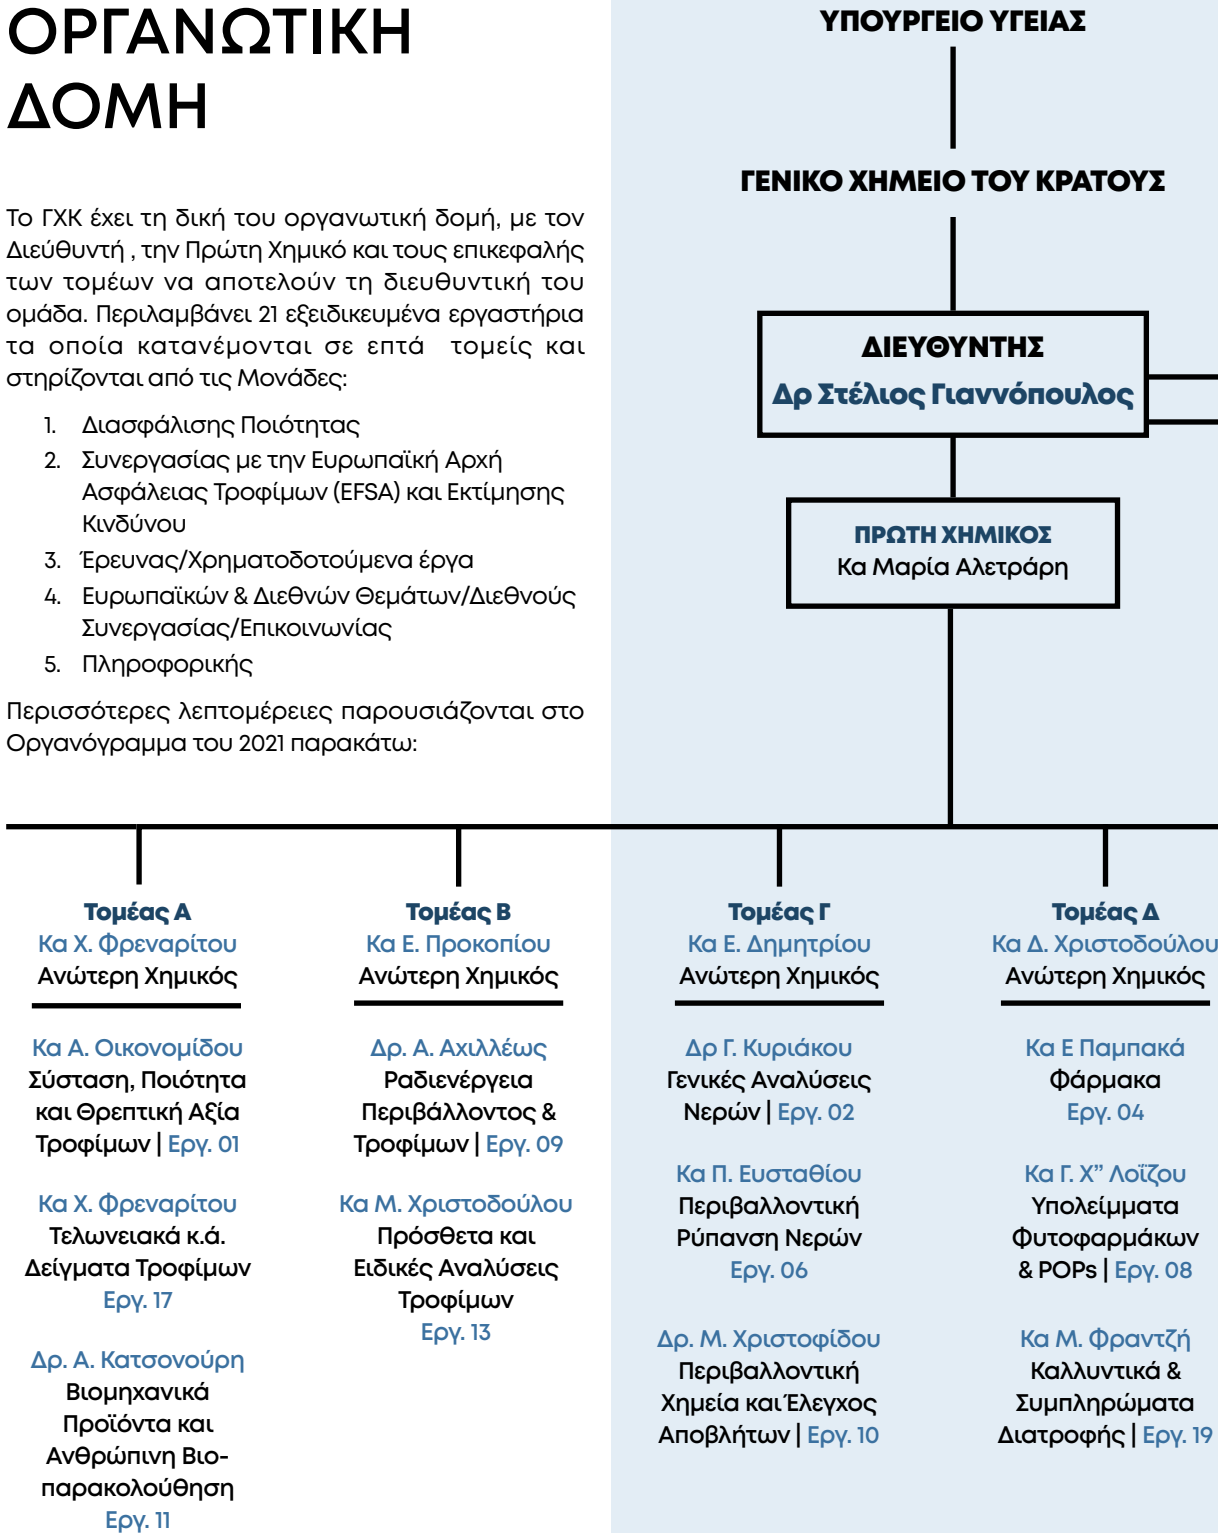 ΟΡΓΑΝΩΤΙΚΗ
ΔΟΜΗ
Το ΓΧΚ έχει τη δική του οργανωτική δομή, με τον
Διεύθυντή , την Πρώτη Χημικό και τους επικεφαλής
των τομέων να αποτελούν τη διευθυντική του
ομάδα. Περιλαμβάνει 21 εξειδικευμένα εργαστήρια
τα οποία κατανέμονται σε επτά τομείς και
στηρίζονται από τις Μονάδες:
1. Διασφάλισης Ποιότητας
2. Συνεργασίας με την Ευρωπαϊκή Αρχή
Ασφάλειας Τροφίμων (EFSA) και Εκτίμησης
Κινδύνου
3. Έρευνας/Χρηματοδοτούμενα έργα
4. Ευρωπαϊκών & Διεθνών Θεμάτων/Διεθνούς
Συνεργασίας/Επικοινωνίας
5. Πληροφορικής
Περισσότερες λεπτομέρειες παρουσιάζονται στο
Οργανόγραμμα του 2021 παρακάτω:
ΥΠΟΥΡΓΕΙΟ ΥΓΕΙΑΣ
ΓΕΝΙΚΟ ΧΗΜΕΙΟ ΤΟΥ ΚΡΑΤΟΥΣ
ΔΙΕΥΘΥΝΤΗΣ
Δρ Στέλιος Γιαννόπουλος
ΠΡΩΤΗ ΧΗΜΙΚΟΣ
Κα Μαρία Αλετράρη
Τομέας Α
Κα Χ. Φρεναρίτου
Ανώτερη Χημικός
Κα Α. Οικονομίδου
Σύσταση, Ποιότητα
και Θρεπτική Αξία
Τροφίμων | Εργ. 01
Κα Χ. Φρεναρίτου
Τελωνειακά κ.ά.
Δείγματα Τροφίμων
Εργ. 17
Δρ. Α. Κατσονούρη
Βιομηχανικά
Προϊόντα και
Ανθρώπινη Βιο-
παρακολούθηση
Εργ. 11
Τομέας Β
Κα Ε. Προκοπίου
Ανώτερη Χημικός
Δρ. Α. Αχιλλέως
Ραδιενέργεια
Περιβάλλοντος &
Τροφίμων | Εργ. 09
Κα Μ. Χριστοδούλου
Πρόσθετα και
Ειδικές Αναλύσεις
Τροφίμων
Εργ. 13
Τομέας Γ
Κα Ε. Δημητρίου
Ανώτερη Χημικός
Δρ Γ. Κυριάκου
Γενικές Αναλύσεις
Νερών | Εργ. 02
Κα Π. Ευσταθίου
Περιβαλλοντική
Ρύπανση Νερών
Εργ. 06
Δρ. Μ. Χριστοφίδου
Περιβαλλοντική
Χημεία και Έλεγχος
Αποβλήτων | Εργ. 10
Τομέας Δ
Κα Δ. Χριστοδούλου
Ανώτερη Χημικός
Κα Ε Παμπακά
Φάρμακα
Εργ. 04
Κα Γ. Χ” Λοΐζου
Υπολείμματα
Φυτοφαρμάκων
& POPs | Εργ. 08
Κα Μ. Φραντζή
Καλλυντικά &
Συμπληρώματα
Διατροφής | Εργ. 19